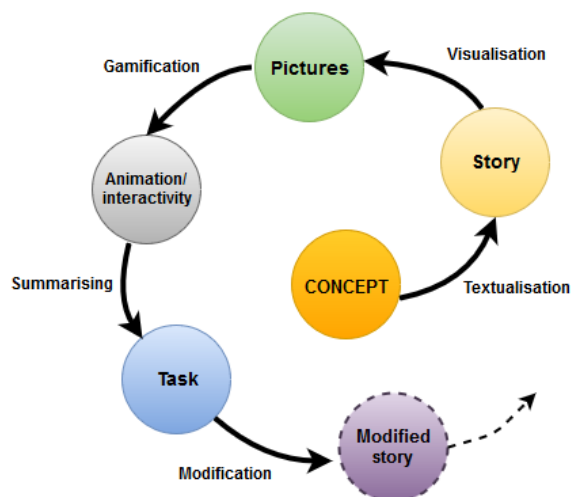 Visualisation
Pictures
Gamification
Story
Animation/
interactivity
CONCEPT
Textualisation
Summarising
Task
Modified
story
Modification